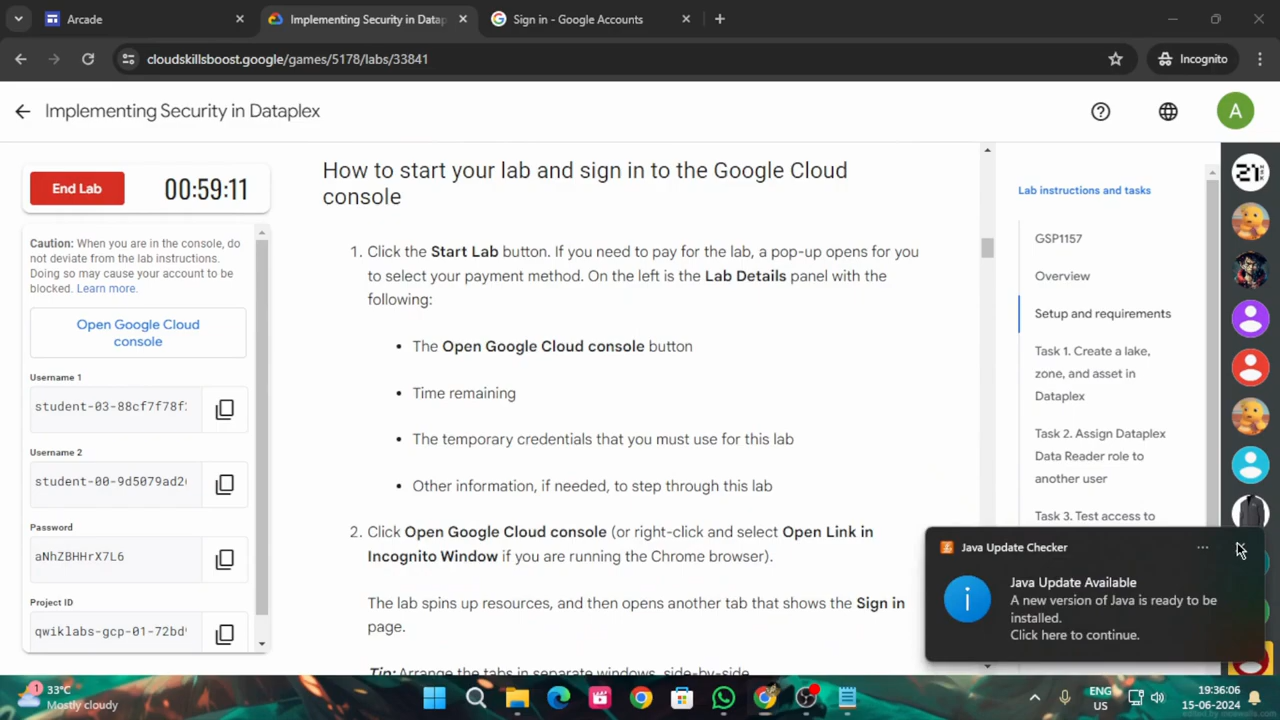 Arcade
Implementing Security in Datap
Sign in - Google Accounts
cloudskillsboost.google/games/5178/labs/33841
Incognito
Implementing Security in Dataplex
A
End Lab
00:59:11
Caution: When you are in the console, do
not deviate from the lab instructions.
Doing so may cause your account to be
blocked. Learn more.
Open Google Cloud
console
Username 1
student-03-88cf7f78f
Username 2
student-00-9d5079ad2
Password
aNhZBHHrX7L6
Project ID
qwiklabs-gcp-01-72bd
How to start your lab and sign in to the Google Cloud
console
1. Click the Start Lab button. If you need to pay for the lab, a pop-up opens for you
to select your payment method. On the left is the Lab Details panel with the
following:
• The Open Google Cloud console button
• Time remaining
• The temporary credentials that you must use for this lab
• Other information, if needed, to step through this lab
2. Click Open Google Cloud console (or right-click and select Open Link in
Incognito Window if you are running the Chrome browser).
The lab spins up resources, and then opens another tab that shows the Sign in
page.
Tip: Arrange the tabs in separate windows, side-by-side
Lab instructions and tasks
GSP1157
Overview
Setup and requirements
Task 1. Create a lake,
zone, and asset in
Dataplex
Task 2. Assign Dataplex
Data Reader role to
another user
Task 3. Test access to
21
Java Update Checker
Java Update Available
A new version of Java is ready to be
installed.
Click here to continue.
1
33°C
Mostly cloudy
ENG
US
19:36:06
15-06-2024